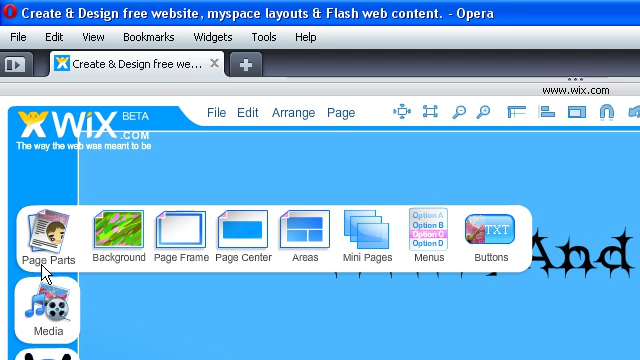 Create & Design free website, myspace layouts & Flash web content. - Opera
File Edit View Bookmarks Widgets Tools Help
Create & Design free we...
www.wix.com
WiX BETA
.COM
The way the web was meant to be
File Edit Arrange Page
Option A
Option B
Option C
Option D
TXT
And
Page Parts Background Page Frame Page Center Areas Mini Pages Menus Buttons
Media